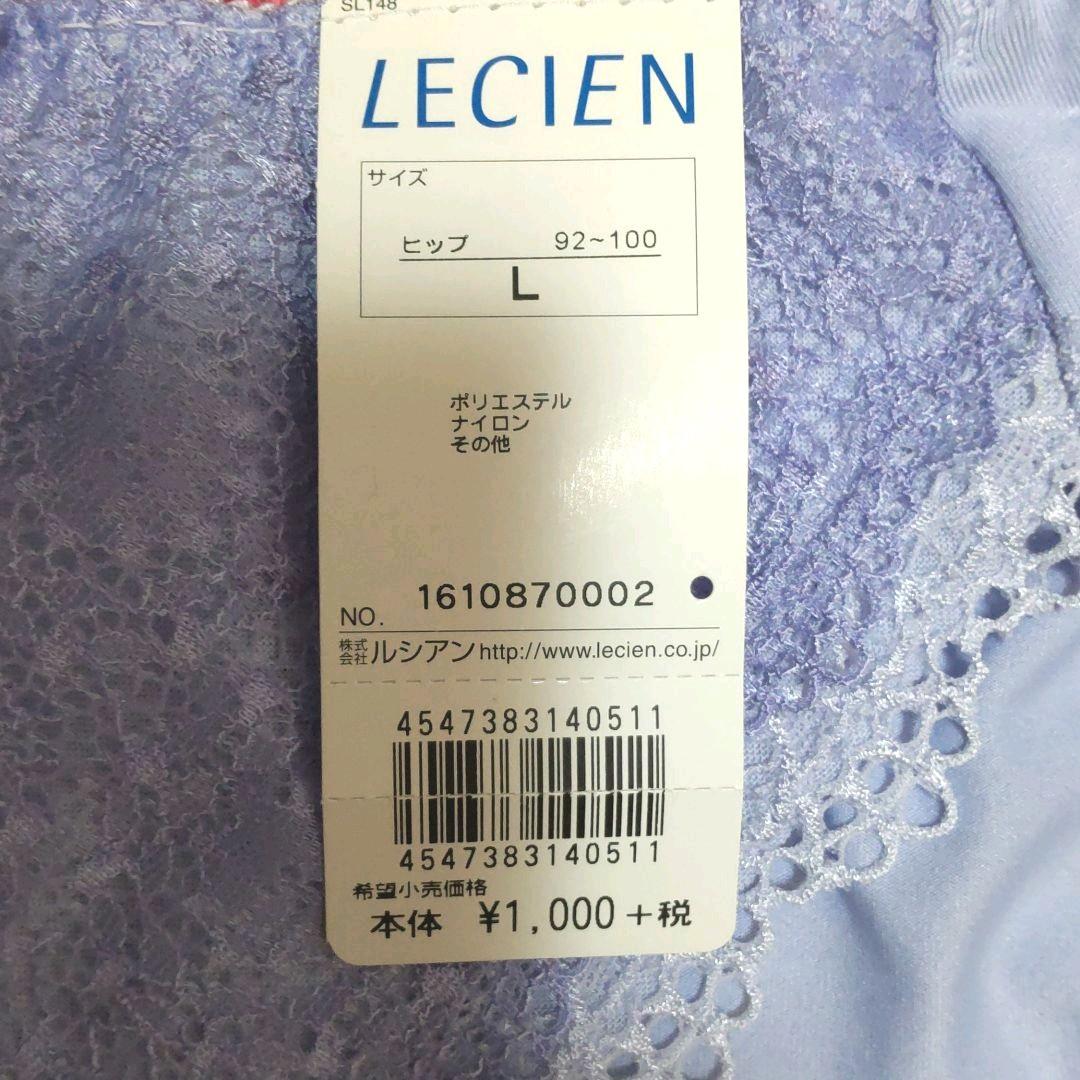 SL148
LECIEN
サイズ
ヒップ 92~100
L
ポリエステル
ナイロン
その他
NO. 1610870002
株式会社 ルシアン http://www.lecien.co.jp/
4547383140511
4547383140511
希望小売価格
本体 ¥1,000+税